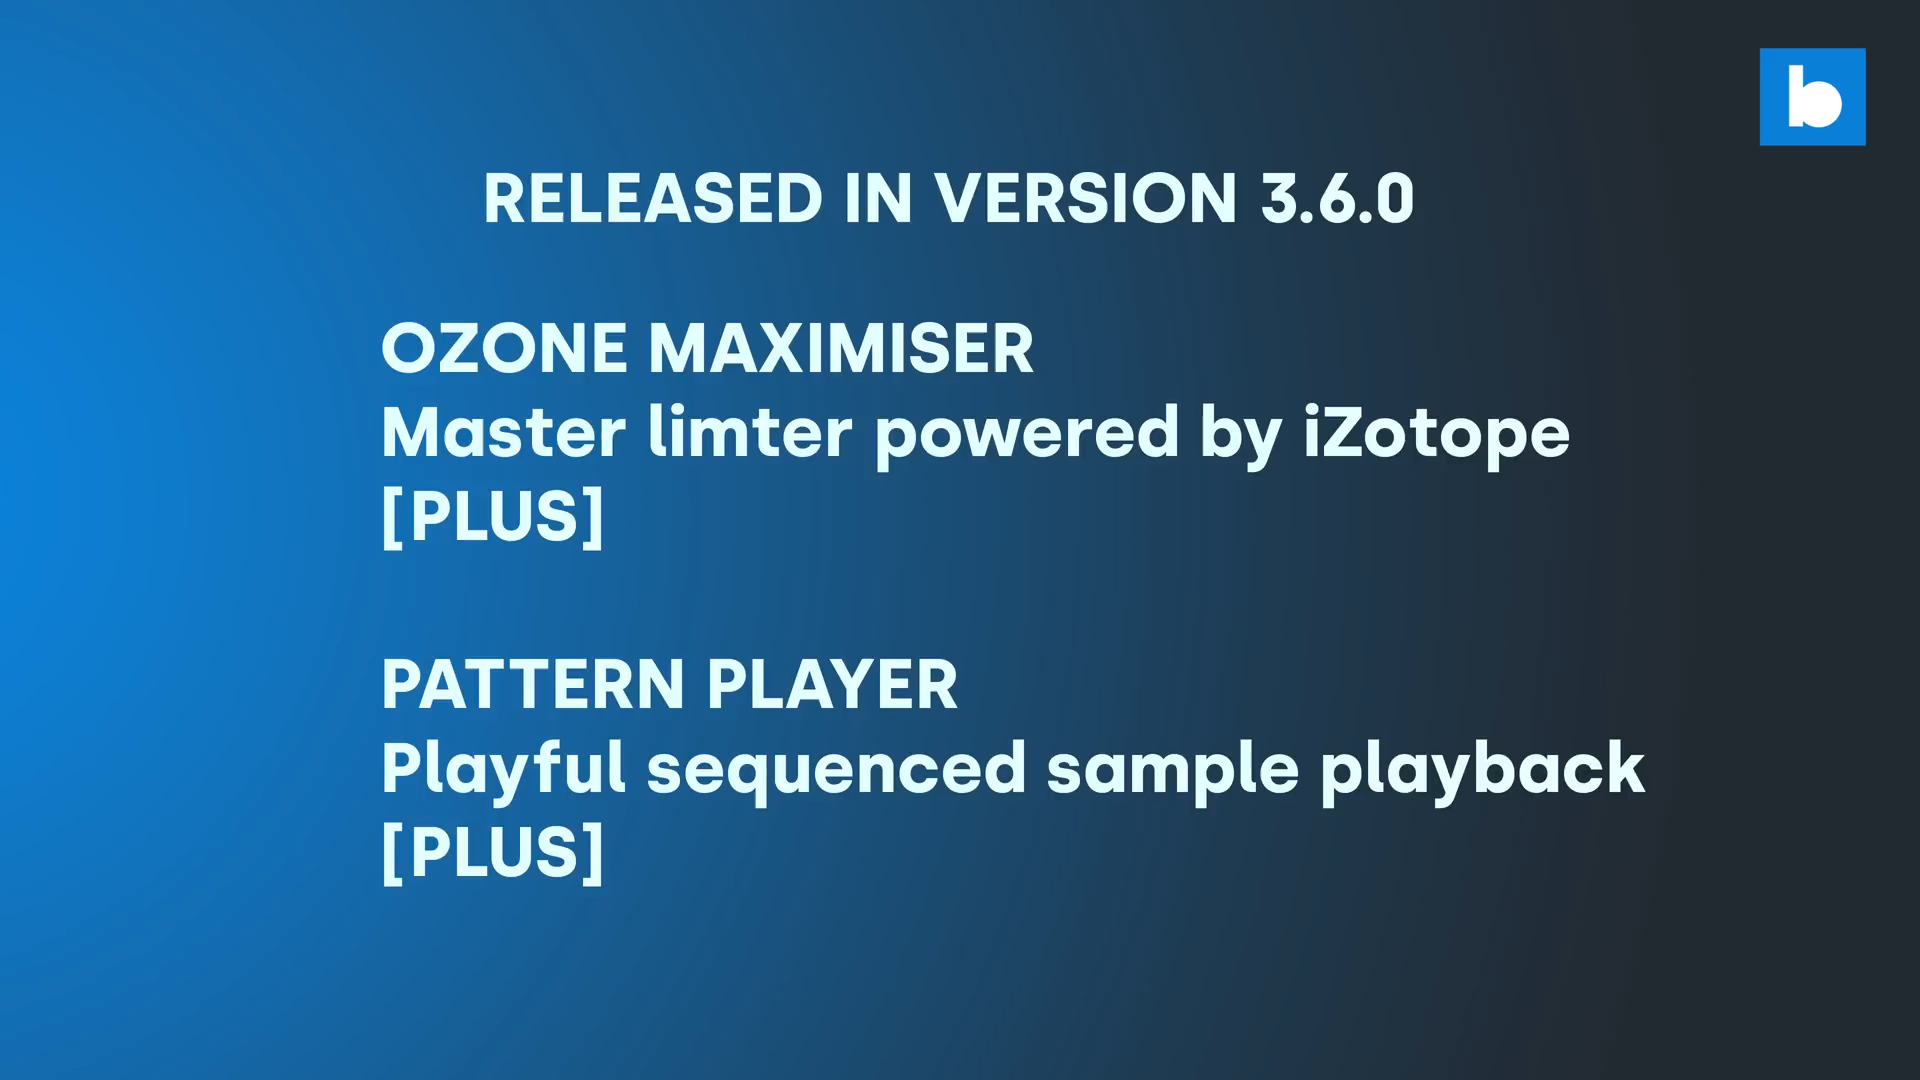 b
RELEASED IN VERSION 3.6.0
OZONE MAXIMISER
Master limter powered by iZotope
[PLUS]
PATTERN PLAYER
Playful sequenced sample playback
[PLUS]